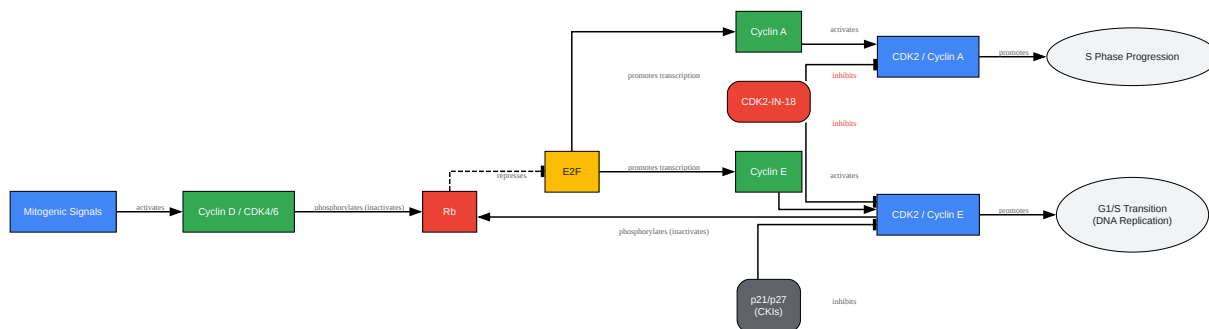 Cyclin A
activates
CDK2 / Cyclin A
promotes
S Phase Progression
promotes transcription
inhibits
CDK2-IN-18
inhibits
E2F
represses
promotes transcription
Cyclin E
activates
Mitogenic Signals
activates
Cyclin D / CDK4/6
phosphorylates (inactivates)
Rb
CDK2 / Cyclin E
promotes
G1/S Transition
(DNA Replication)
phosphorylates (inactivates)
p21/p27
(CKIs)
inhibits